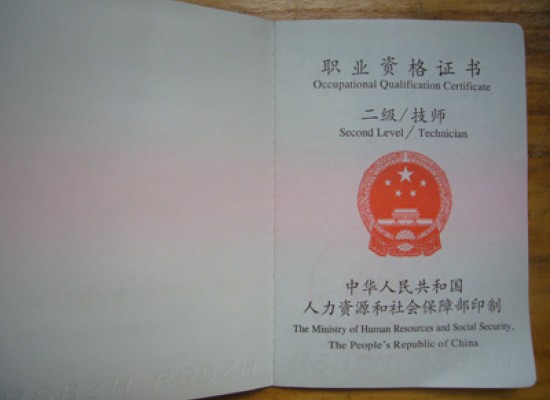 职业资格证书
Occupational Qualification Certificate
二级/技师
Second Level/Technician
中华人民共和国
人力资源和社会保障部印制
The Ministry of Human Resources and Social Security,
The People's Republic of China
RSBZH RSBZH RSBZH